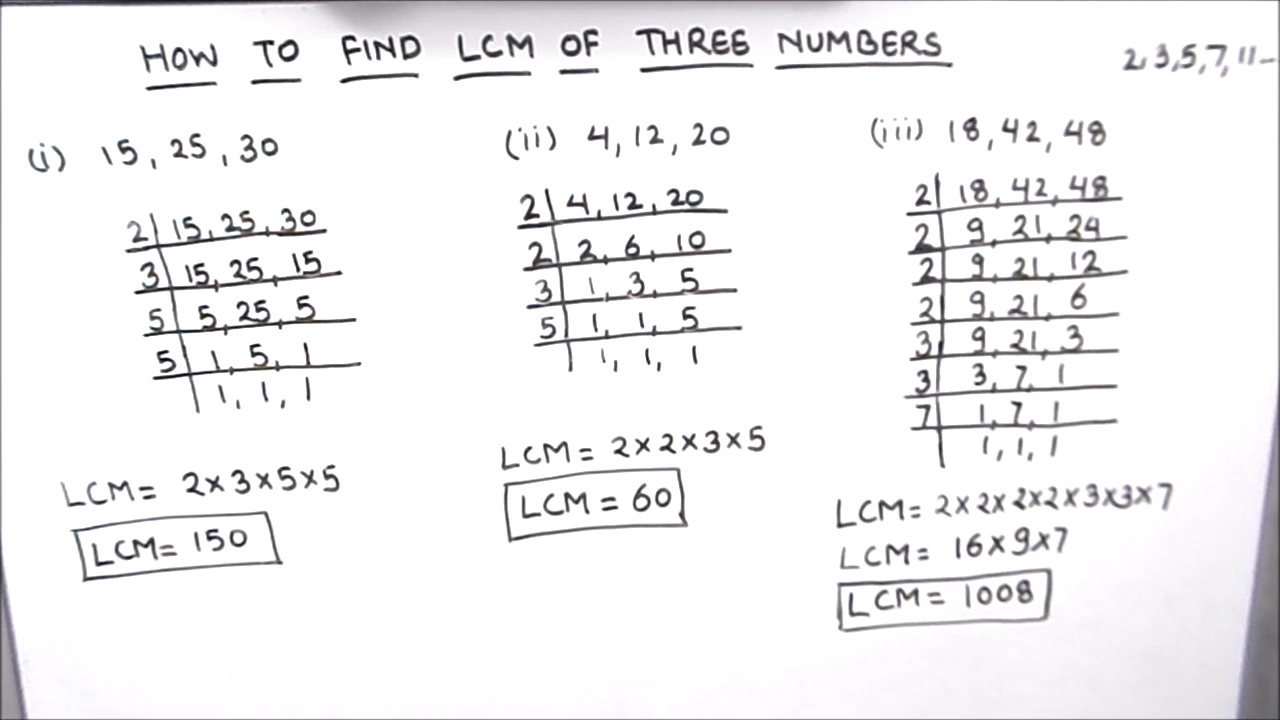 HOW TO FIND LCM OF THREE NUMBERS
2,3,5,7,11-
(i) 15, 25, 30
2 15, 25, 30
3 15, 25, 15
5 5, 25, 5
5 1, 5, 1
1, 1, 1
LCM = 2×3×5×5
LCM = 150
(ii) 4, 12, 20
2 4, 12, 20
2 2, 6, 10
3 1, 3, 5
5 1, 1, 5
1, 1, 1
LCM = 2×2×3×5
LCM = 60
(iii) 18, 42, 48
2 18, 42, 48
2 9, 21, 24
2 9, 21, 12
2 9, 21, 6
3 9, 21, 3
3 3, 7, 1
7 1, 7, 1
1, 1, 1
LCM = 2×2×2×2×3×3×7
LCM = 16×9×7
LCM = 1008